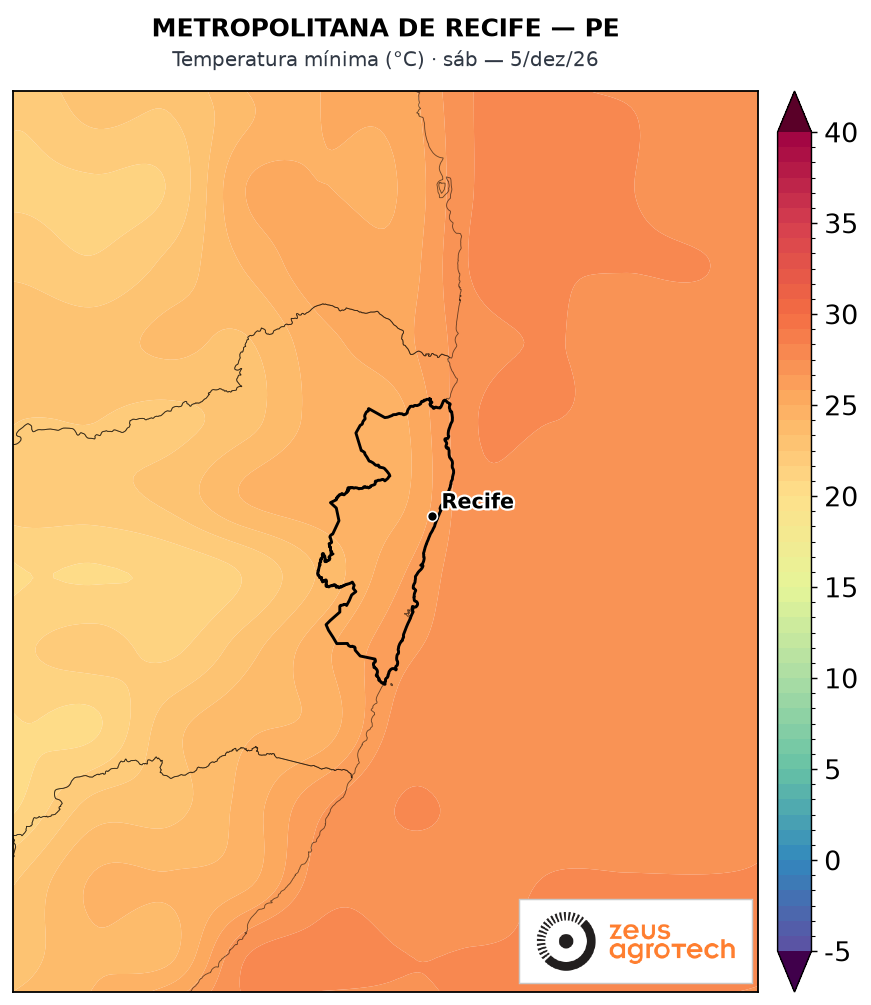 METROPOLITANA DE RECIFE — PE
Temperatura mínima (°C) · sáb — 5/dez/26
Recife
40
35
30
25
20
15
10
5
0
-5
zeus
agrotech